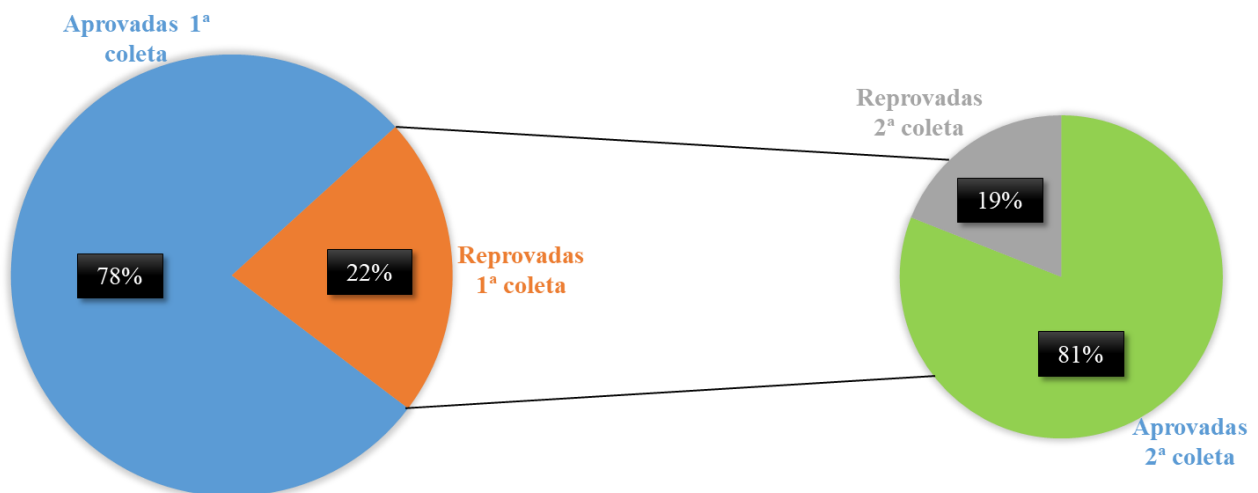 Aprovadas 1ª
coleta
78%
22%
Reprovadas
1ª coleta
Reprovadas
2ª coleta
19%
81%
Aprovadas
2ª coleta